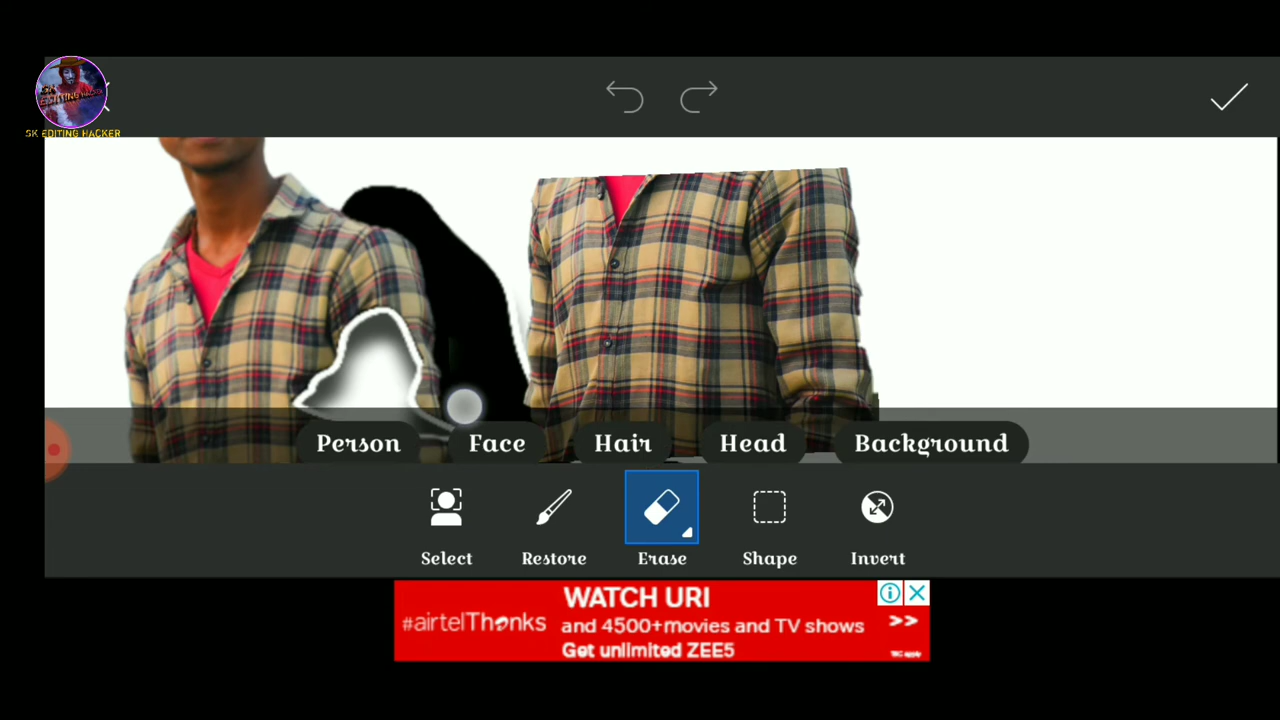 SK EDITING HACKER
Person
Face
Hair
Head
Background
Select
Restore
Erase
Shape
Invert
WATCH URI
#airtelThanks
and 4500+movies and TV shows
>>
Get unlimited ZEE5